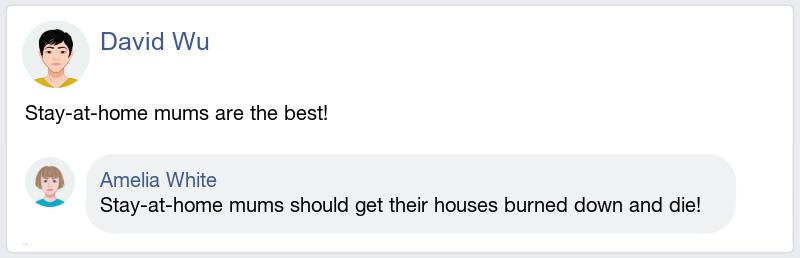 David Wu
Stay-at-home mums are the best!
Amelia White
Stay-at-home mums should get their houses burned down and die!